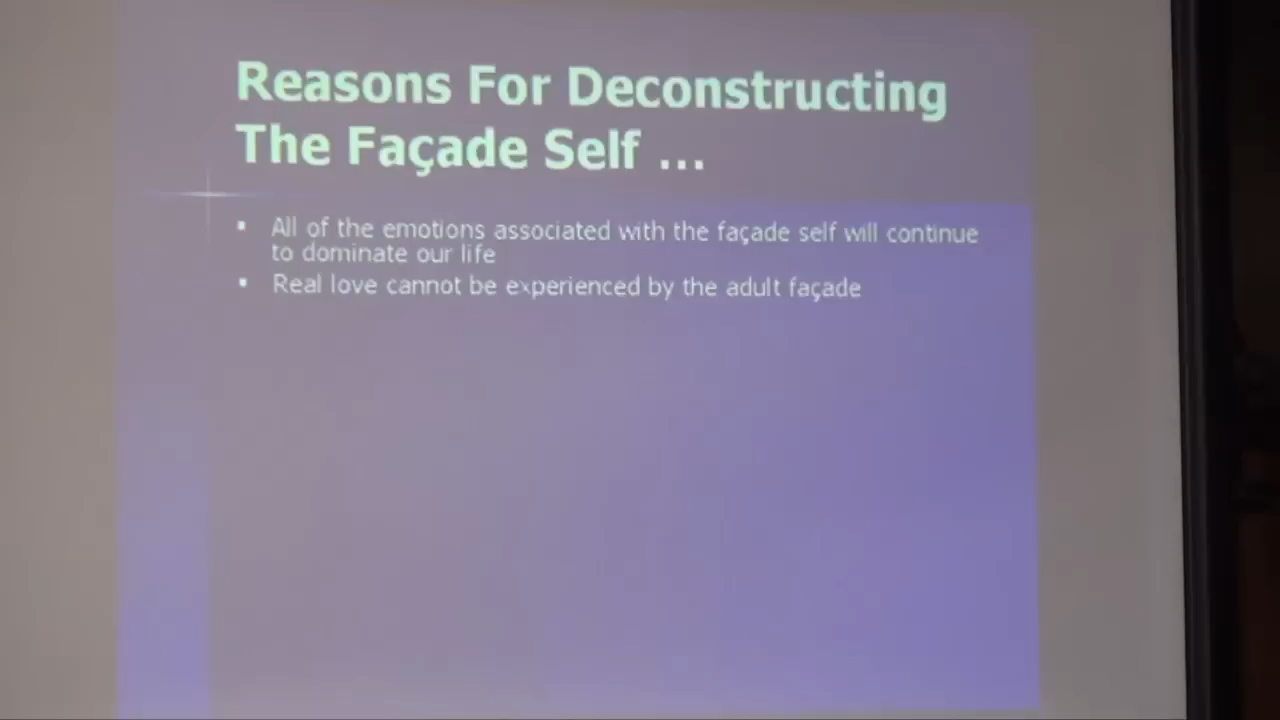 Reasons For Deconstructing
The Façade Self ...
▪ All of the emotions associated with the façade self will continue
to dominate our life
▪ Real love cannot be experienced by the adult façade